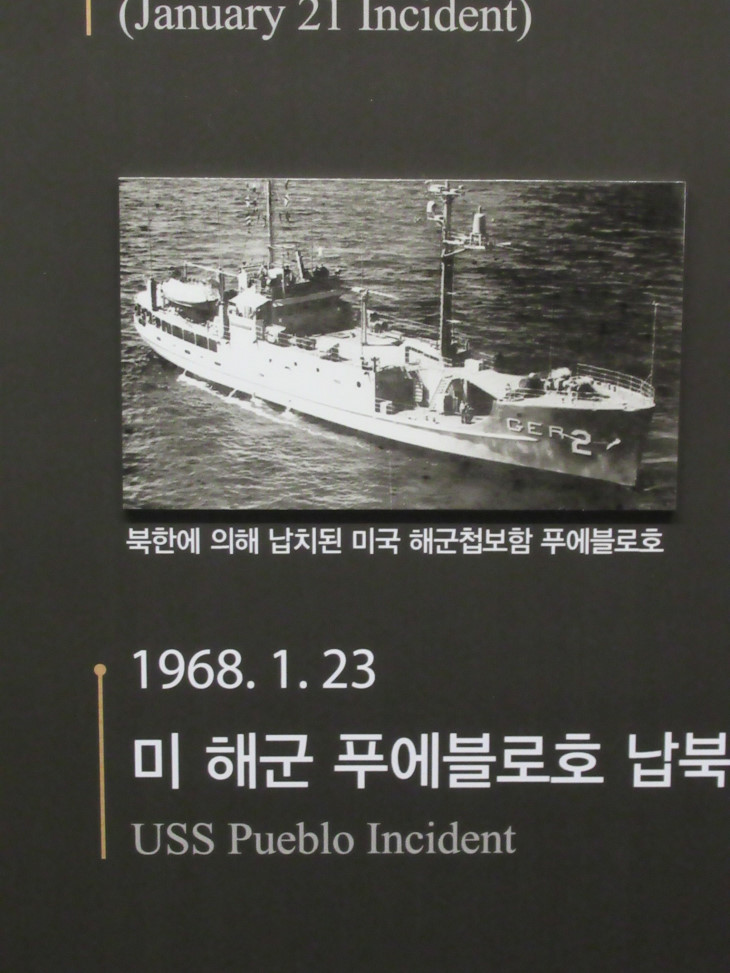 (January 21 Incident)
GER 2
북한에 의해 납치된 미국 해군첩보함 푸에블로호
1968. 1. 23
미 해군 푸에블로호 납북
USS Pueblo Incident